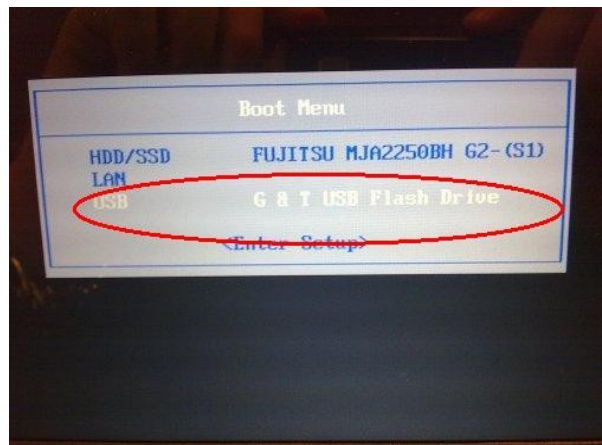 Boot Menu
HDD/SSD FUJITSU MJA2250BH G2-(S1)
LAN
USB G & T USB Flash Drive
<Enter Setup>